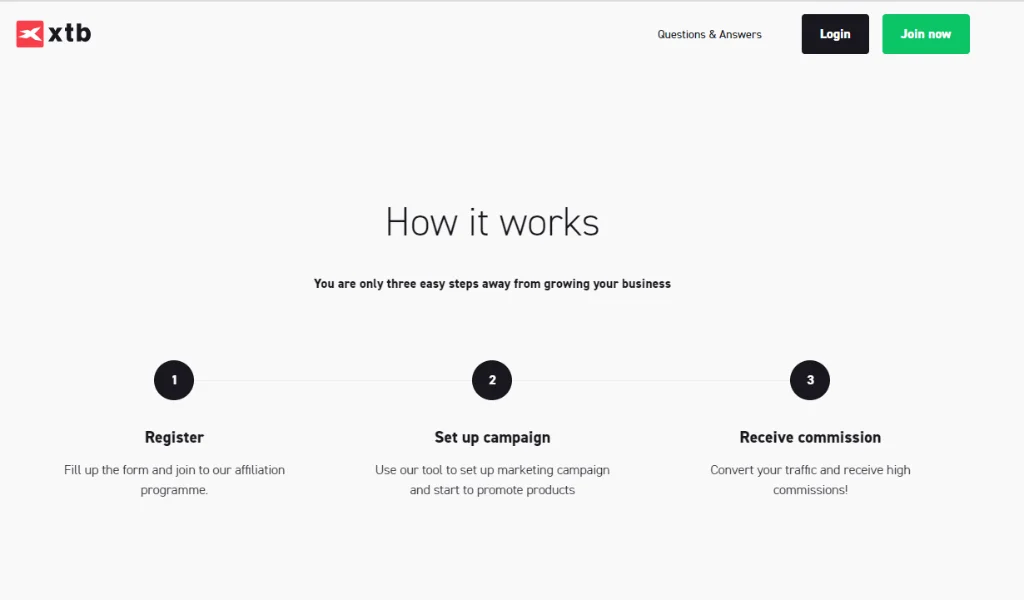 xtb
Questions & Answers
Login
Join now
How it works
You are only three easy steps away from growing your business
1
2
3
Register
Set up campaign
Receive commission
Fill up the form and join to our affiliation
programme.
Use our tool to set up marketing campaign
and start to promote products
Convert your traffic and receive high
commissions!